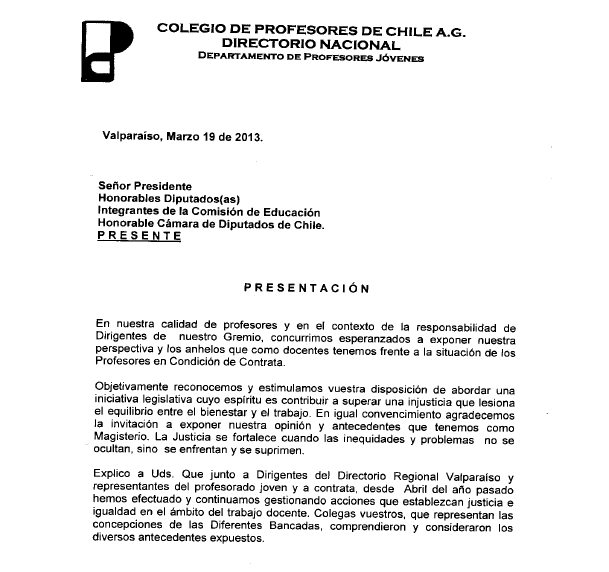 COLEGIO DE PROFESORES DE CHILE A.G.
DIRECTORIO NACIONAL
DEPARTAMENTO DE PROFESORES JÓVENES
Valparaíso, Marzo 19 de 2013.
Señor Presidente
Honorables Diputados(as)
Integrantes de la Comisión de Educación
Honorable Cámara de Diputados de Chile.
P R E S E N T E
P R E S E N T A C I Ó N
En nuestra calidad de profesores y en el contexto de la responsabilidad de
Dirigentes de nuestro Gremio, concurrimos esperanzados a exponer nuestra
perspectiva y los anhelos que como docentes tenemos frente a la situación de los
Profesores en Condición de Contrata.
Objetivamente reconocemos y estimulamos vuestra disposición de abordar una
iniciativa legislativa cuyo espíritu es contribuir a superar una injusticia que lesiona
el equilibrio entre el bienestar y el trabajo. En igual convencimiento agradecemos
la invitación a exponer nuestra opinión y antecedentes que tenemos como
Magisterio. La Justicia se fortalece cuando las inequidades y problemas no se
ocultan, sino se enfrentan y se suprimen.
Explico a Uds. Que junto a Dirigentes del Directorio Regional Valparaíso y
representantes del profesorado joven y a contrata, desde Abril del año pasado
hemos efectuado y continuamos gestionando acciones que establezcan justicia e
igualdad en el ámbito del trabajo docente. Colegas vuestros, que representan las
concepciones de las Diferentes Bancadas, comprendieron y consideraron los
diversos antecedentes expuestos.